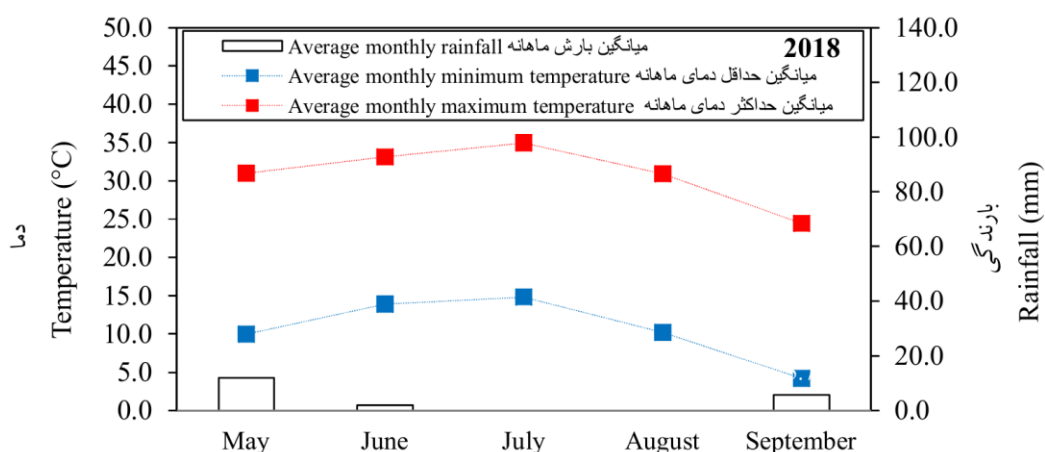 Average monthly rainfall میانگین بارش ماهانه
2018
Average monthly minimum temperature میانگین حداقل دمای ماهانه
Average monthly maximum temperature میانگین حداکثر دمای ماهانه
دما
Temperature (°C)
50.0
45.0
40.0
35.0
30.0
25.0
20.0
15.0
10.0
5.0
0.0
140.0
120.0
100.0
80.0
60.0
40.0
20.0
0.0
بارندگی
Rainfall (mm)
May June July August September